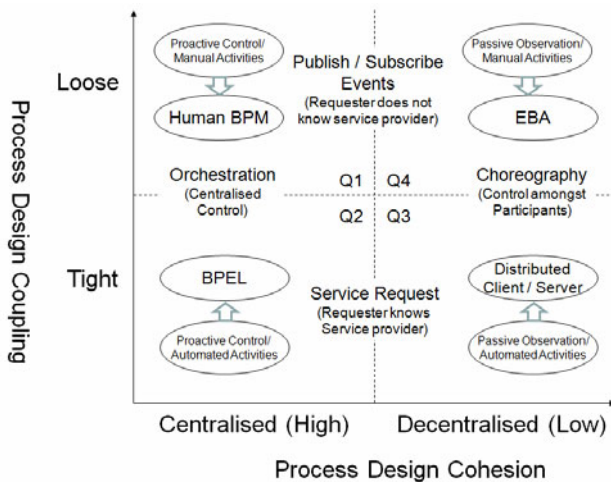 Proactive Control/
Manual Activities
Publish / Subscribe
Events
(Requester does not
know service provider)
Passive Observation/
Manual Activities
Loose
Human BPM
EBA
Orchestration
(Centralised
Control)
Q1
Q4
Choreography
(Control amongst
Participants)
Q2
Q3
Process Design Coupling
Tight
BPEL
Service Request
(Requester knows
Service provider)
Distributed
Client / Server
Proactive Control/
Automated Activities
Passive Observation/
Automated Activities
Centralised (High)
Decentralised (Low)
Process Design Cohesion